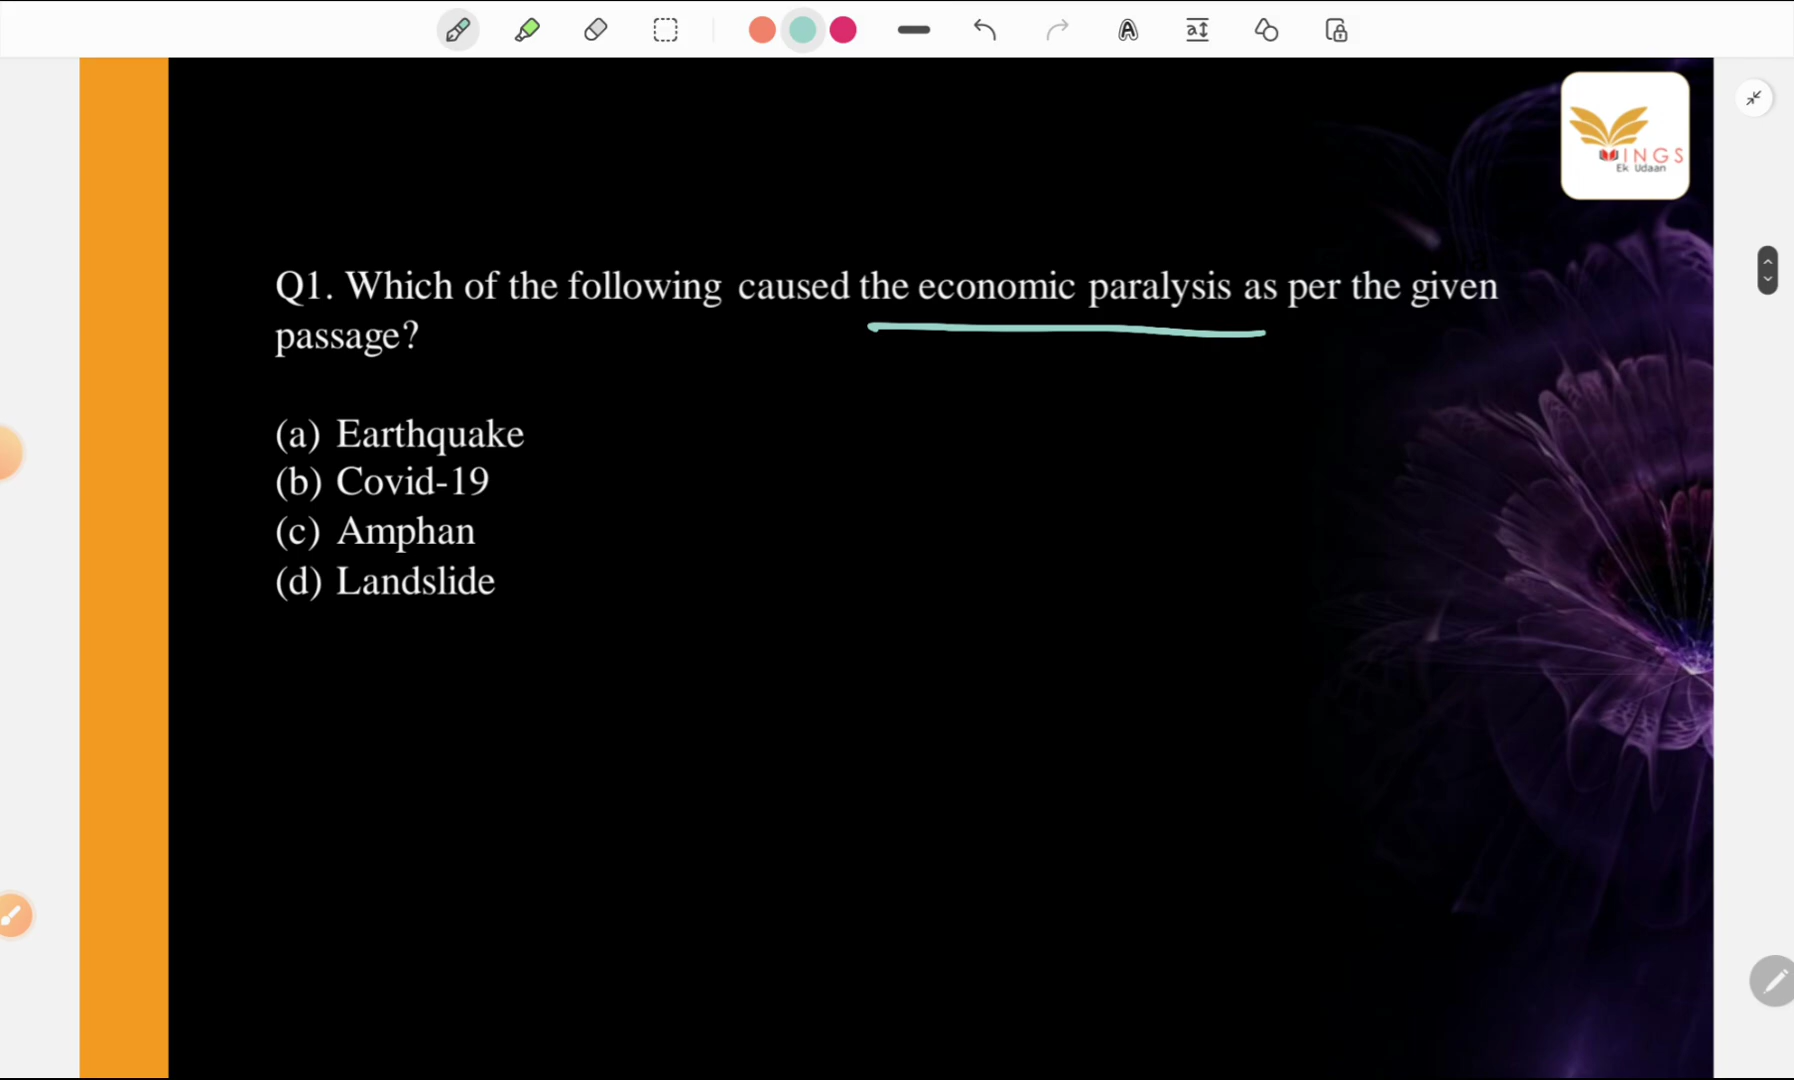 WINGS
Ek Udaan
Q1. Which of the following caused the economic paralysis as per the given
passage?
(a) Earthquake
(b) Covid-19
(c) Amphan
(d) Landslide